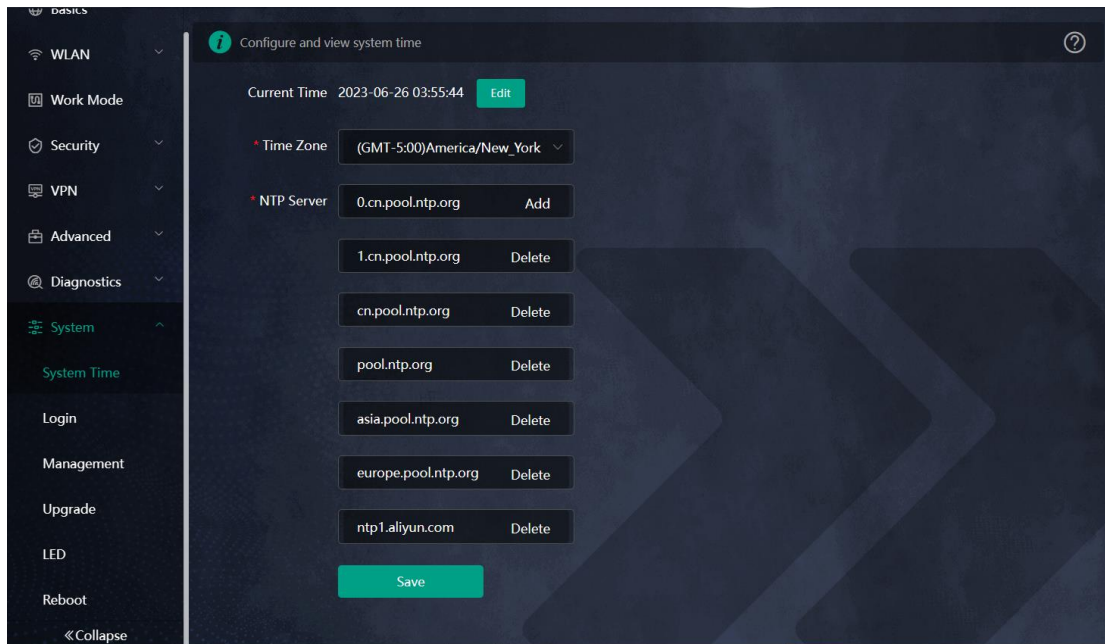 Basics
WLAN
Work Mode
Security
VPN
Advanced
Diagnostics
System
System Time
Login
Management
Upgrade
LED
Reboot
≪Collapse
i Configure and view system time ?
Current Time 2023-06-26 03:55:44 Edit
* Time Zone (GMT-5:00)America/New_York
* NTP Server 0.cn.pool.ntp.org Add
1.cn.pool.ntp.org Delete
cn.pool.ntp.org Delete
pool.ntp.org Delete
asia.pool.ntp.org Delete
europe.pool.ntp.org Delete
ntp1.aliyun.com Delete
Save